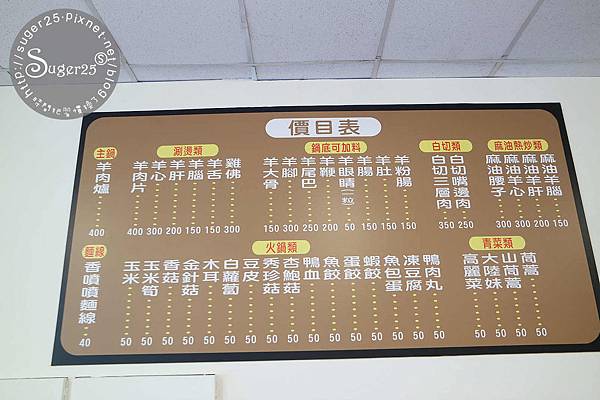 http://suger25.pixnet.net/blog
Suger25
價目表
主鍋
羊肉爐 400
涮燙類
羊肉片 400
羊心 300
羊肝 200
羊腦 150
羊舌 150
雞佛 300
鍋底可加料
羊大骨 150
羊腳 300
羊尾巴 250
羊鞭 200
羊眼睛(一粒) 50
羊腸 150
羊肚 150
羊粉腸 150
白切類
白切三層肉 350
白切嘴邊肉 250
麻油熱炒類
麻油腰子 300
麻油羊心 300
麻油羊肝 200
麻油羊腦 150
麵線
香噴噴麵線 40
火鍋類
玉米 50
玉米筍 50
香菇 50
金針菇 50
木耳 50
白蘿蔔 50
豆皮 50
秀珍菇 50
杏鮑菇 50
鴨血 50
魚餃 50
蛋餃 50
蝦餃 50
魚包蛋 50
凍豆腐 50
鴨肉丸 50
青菜類
高麗菜 50
大陸妹 50
山茼蒿 50
茼蒿 50